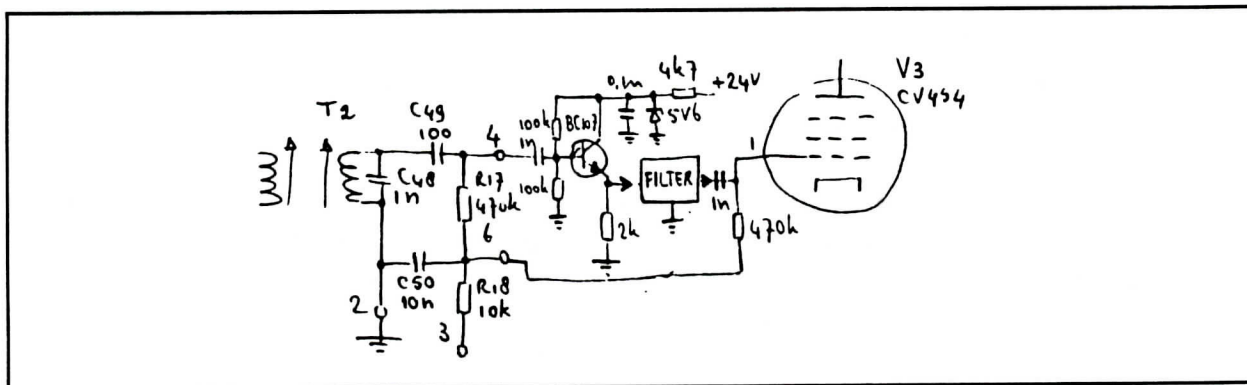 T2
C49
100
C48
1n
4
R17
470k
6
C50
10n
2
R18
10k
3
100k
1n
BC107
100k
0,1n
4k7
+24V
5V6
2k
FILTER
1n
1
470k
V3
CV454